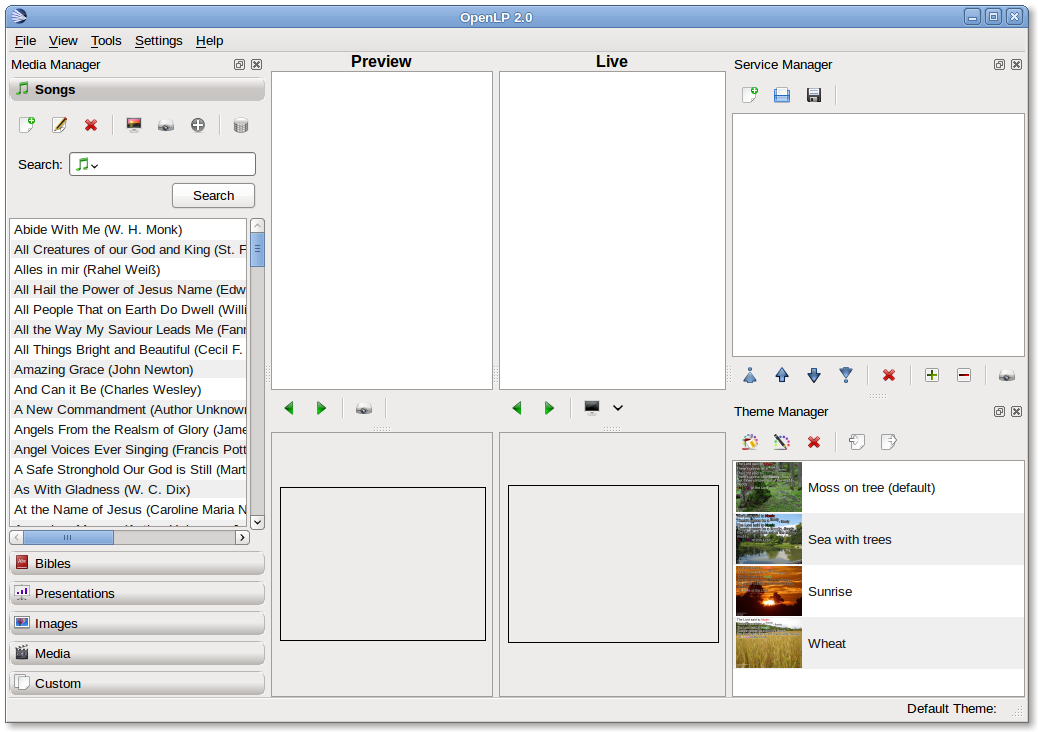 OpenLP 2.0
File View Tools Settings Help
Media Manager
Songs
Search:
Search
Abide With Me (W. H. Monk)
All Creatures of our God and King (St. F
Alles in mir (Rahel Weiß)
All Hail the Power of Jesus Name (Edw
All People That on Earth Do Dwell (Willi
All the Way My Saviour Leads Me (Fann
All Things Bright and Beautiful (Cecil F.
Amazing Grace (John Newton)
And Can it Be (Charles Wesley)
A New Commandment (Author Unknown
Angels From the Realsm of Glory (Jame
Angel Voices Ever Singing (Francis Pott
A Safe Stronghold Our God is Still (Mart
As With Gladness (W. C. Dix)
At the Name of Jesus (Caroline Maria N
Bibles
Presentations
Images
Media
Custom
Preview
Live
Service Manager
Theme Manager
Moss on tree (default)
Sea with trees
Sunrise
Wheat
Default Theme: